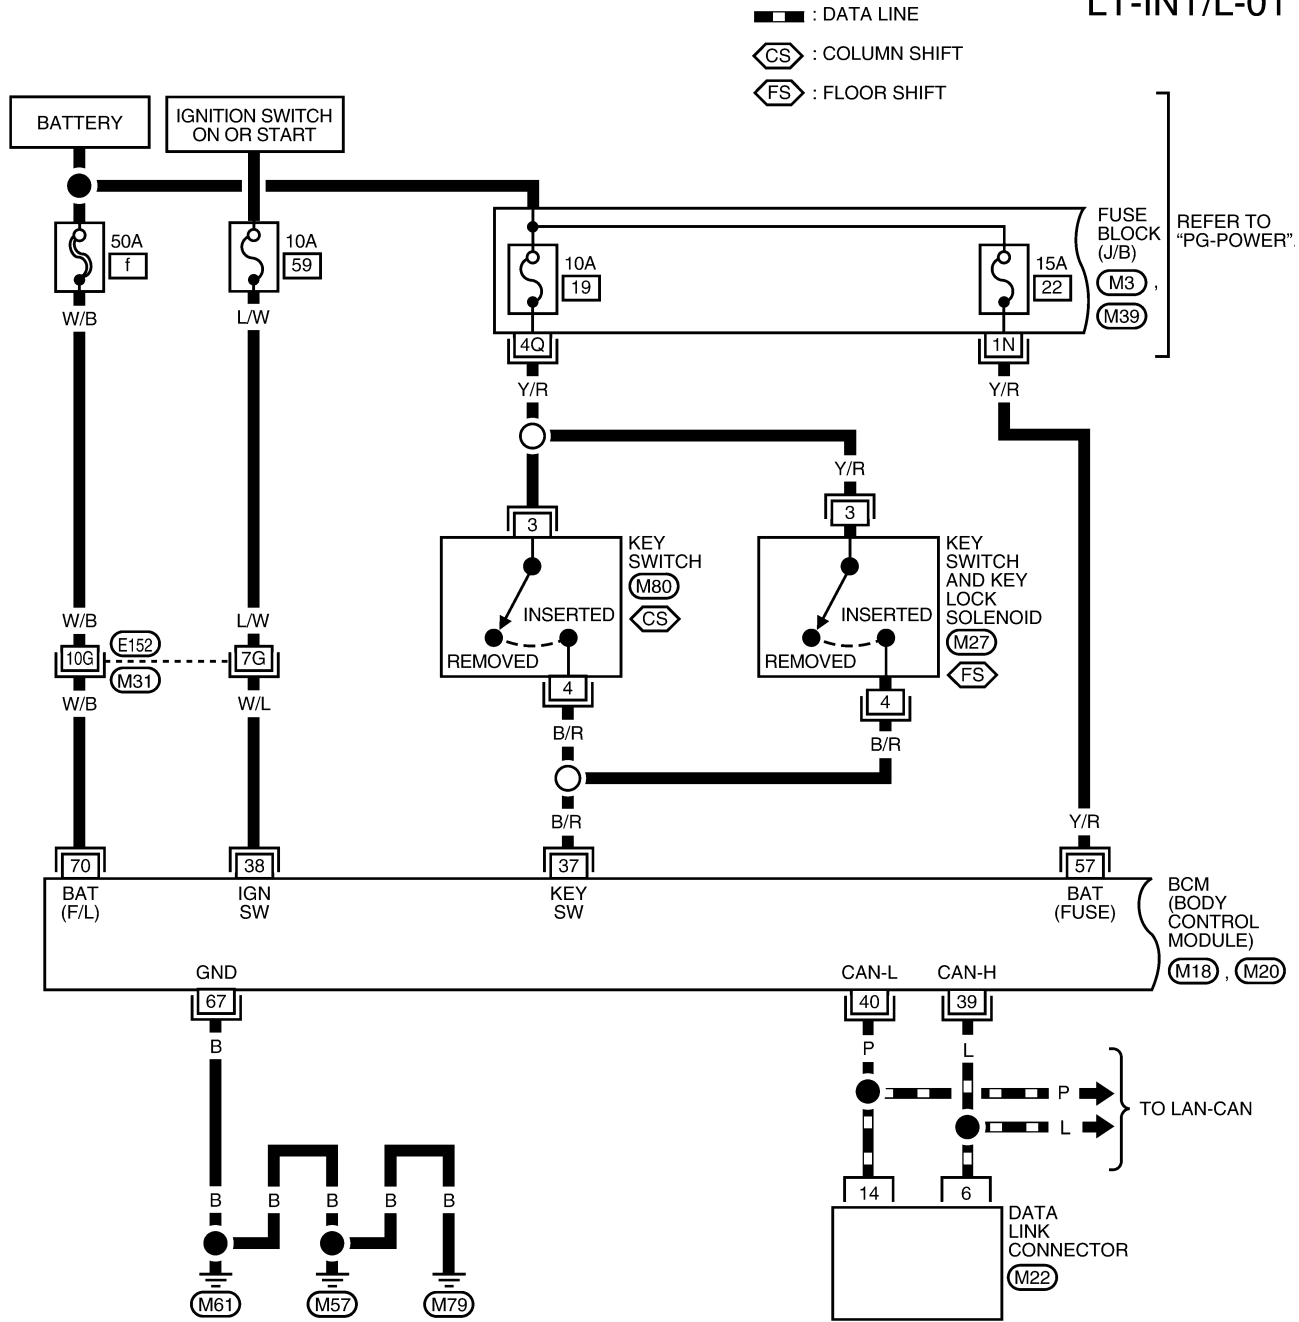 LT-INT/L-01
: DATA LINE
CS : COLUMN SHIFT
FS : FLOOR SHIFT
BATTERY
IGNITION SWITCH
ON OR START
50A
f
10A
59
10A
19
15A
22
FUSE
BLOCK
(J/B)
M3 ,
M39
REFER TO
“PG-POWER”.
W/B
L/W
4Q
1N
Y/R
Y/R
Y/R
3
3
KEY
SWITCH
M80
CS
INSERTED
REMOVED
KEY
SWITCH
AND KEY
LOCK
SOLENOID
M27
FS
INSERTED
REMOVED
W/B
L/W
10G
E152
M31
7G
W/B
W/L
4
4
B/R
B/R
B/R
Y/R
70
38
37
57
BAT
(F/L)
IGN
SW
KEY
SW
BAT
(FUSE)
BCM
(BODY
CONTROL
MODULE)
M18 , M20
GND
CAN-L
CAN-H
67
40
39
B
P
L
P
L
TO LAN-CAN
B
B
B
B
B
14
6
DATA
LINK
CONNECTOR
M22
M61
M57
M79